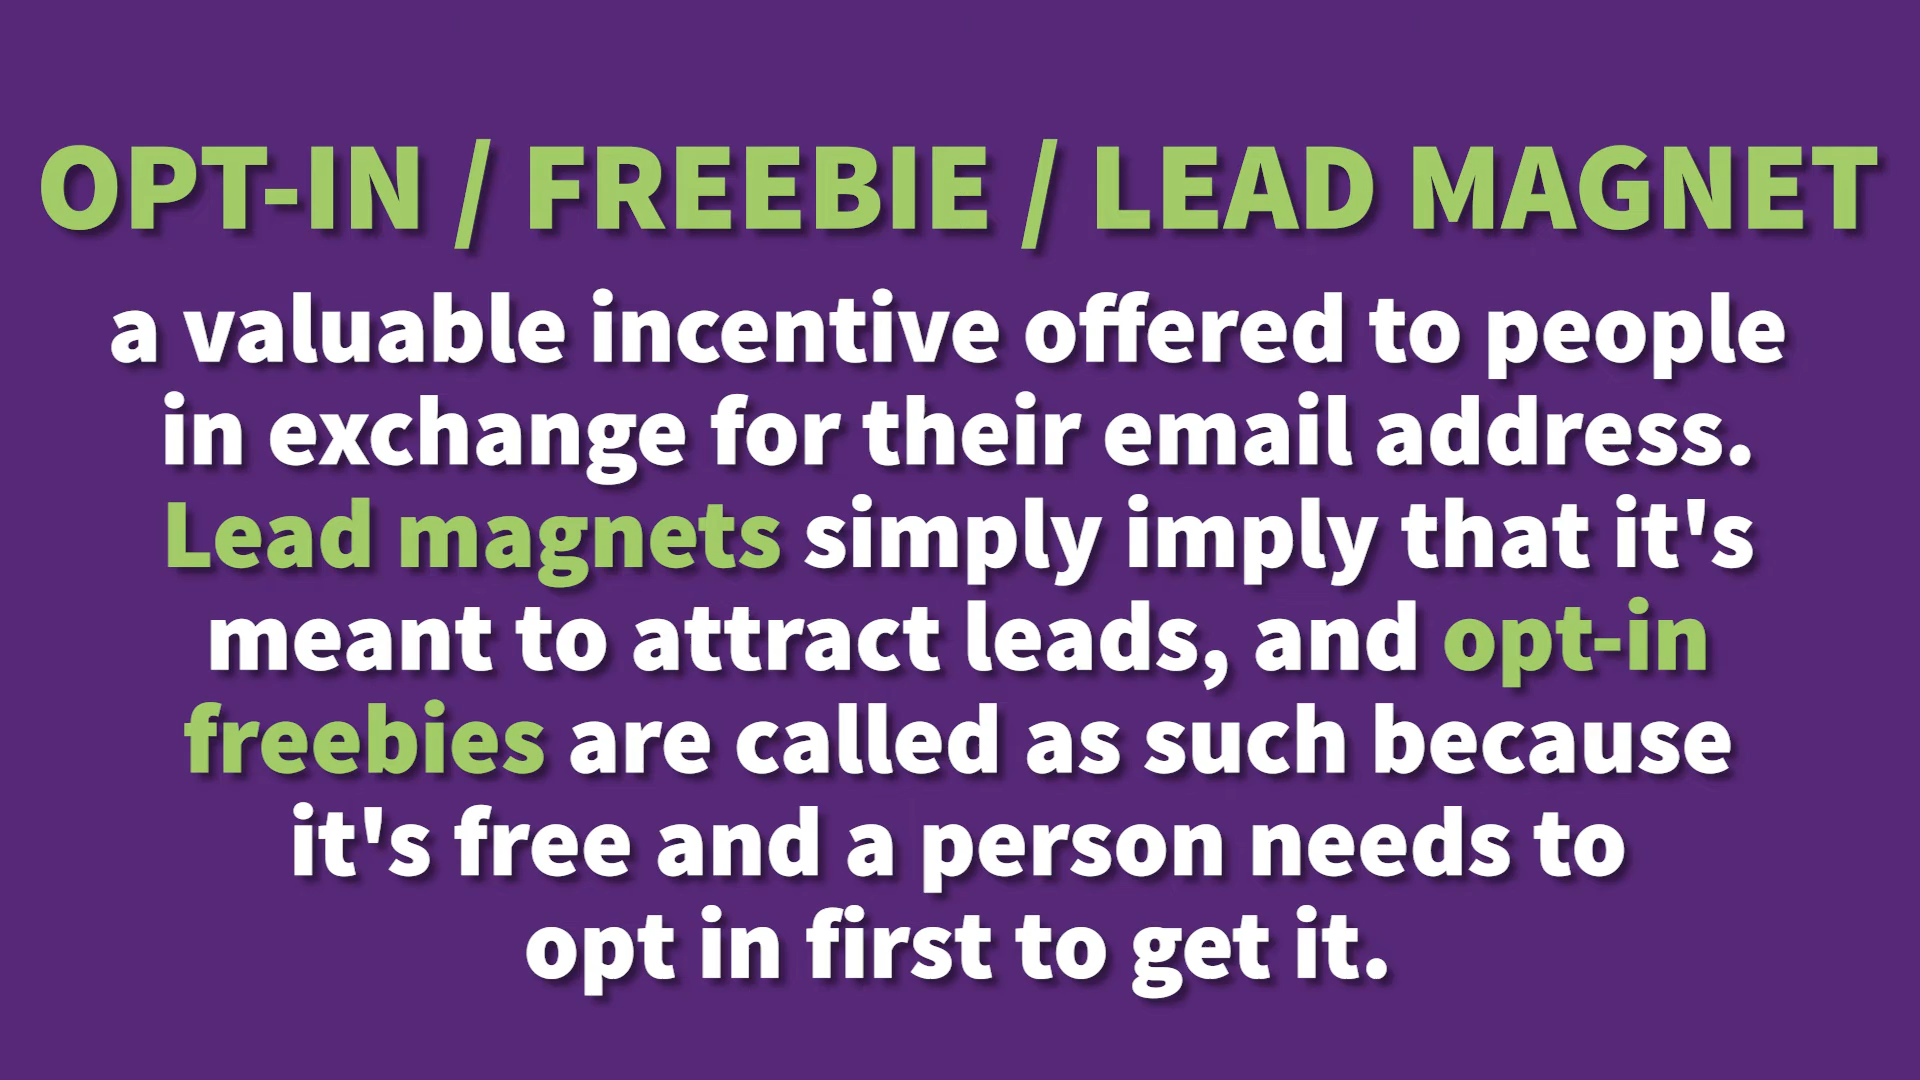 OPT-IN / FREEBIE / LEAD MAGNET
a valuable incentive offered to people
in exchange for their email address.
Lead magnets simply imply that it's
meant to attract leads, and opt-in
freebies are called as such because
it's free and a person needs to
opt in first to get it.